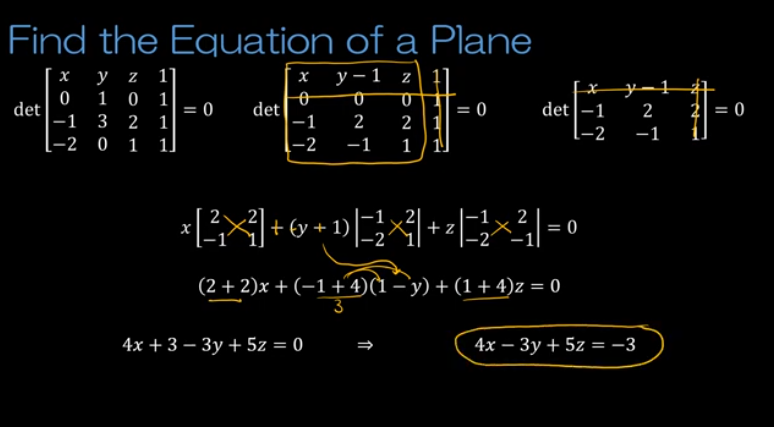 Find the Equation of a Plane
det [x y z 1; 0 1 0 1; −1 3 2 1; −2 0 1 1] = 0
det [x y − 1 z 1; 0 0 0 1; −1 2 2 1; −2 −1 1 1] = 0
det [x y − 1 z; −1 2 2; −2 −1 1] = 0
x [2 2; −1 1] + (−y + 1) |−1 2; −2 1| + z |−1 2; −2 −1| = 0
(2 + 2)x + (−1 + 4)(1 − y) + (1 + 4)z = 0
3
4x + 3 − 3y + 5z = 0 ⇒ 4x − 3y + 5z = −3